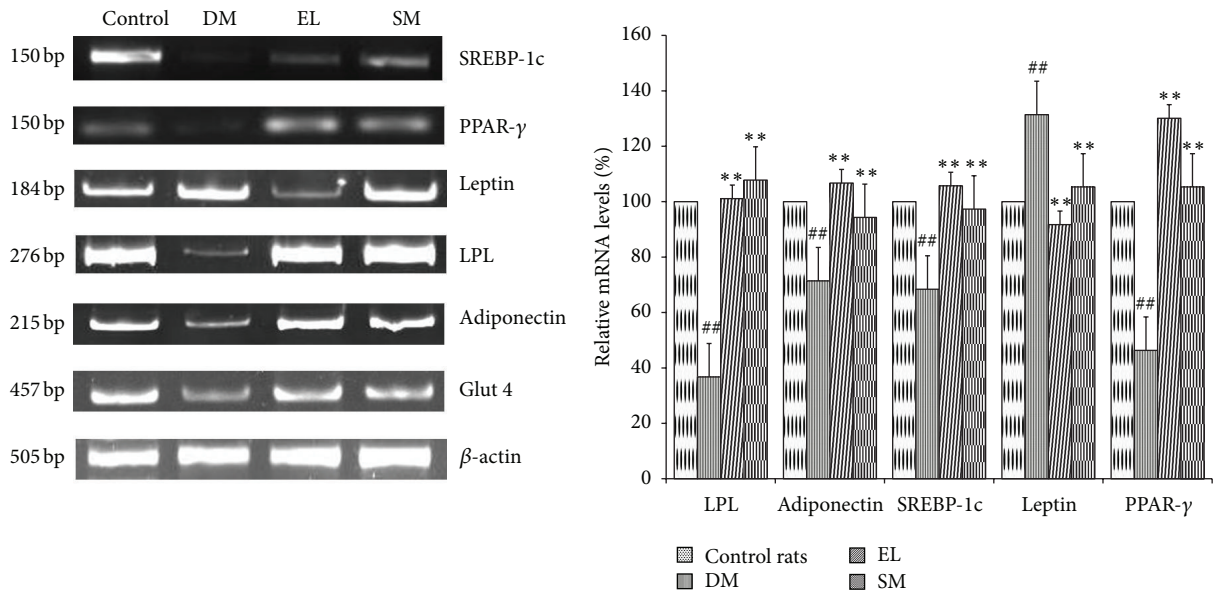 Control DM EL SM
150 bp SREBP-1c
150 bp PPAR-γ
184 bp Leptin
276 bp LPL
215 bp Adiponectin
457 bp Glut 4
505 bp β-actin
Relative mRNA levels (%)
160
140
120
100
80
60
40
20
0
## ** **
## ** **
## ** **
## ** **
## ** **
LPL Adiponectin SREBP-1c Leptin PPAR-γ
Control rats EL
DM SM